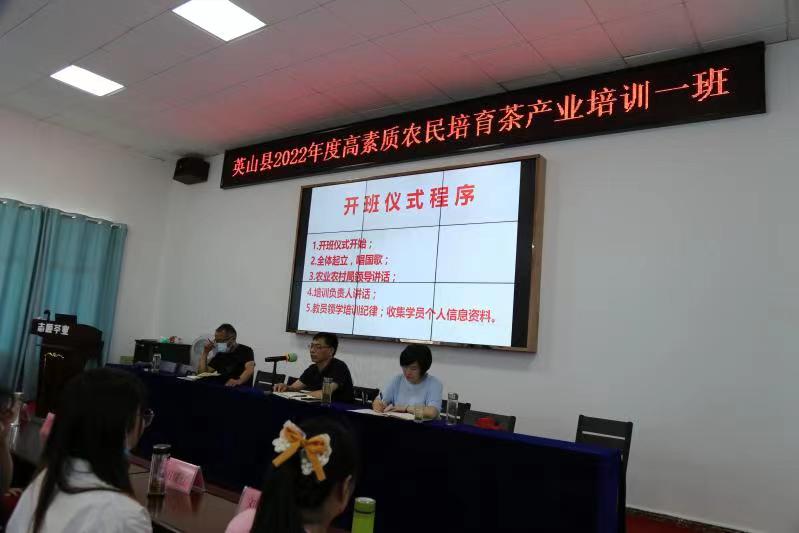 英山县2022年度高素质农民培育茶产业培训一班
开班仪式程序
1.开班仪式开始；
2.全体起立，唱国歌；
3.农业农村局领导讲话；
4.培训负责人讲话；
5.教员领学培训纪律；收集学员个人信息资料。